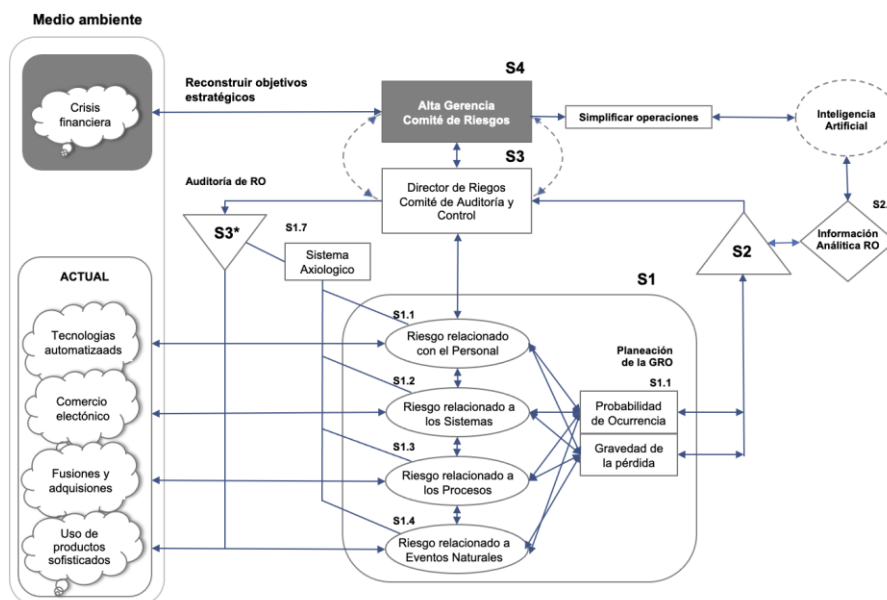 Medio ambiente
Crisis
financiera
Reconstruir objetivos
estratégicos
S4
Alta Gerencia
Comité de Riesgos
Simplificar operaciones
Inteligencia
Artificial
S3
Director de Riegos
Comité de Auditoría y
Control
Auditoría de RO
S3*
S1.7
Sistema
Axiologico
S2
S2.
Información
Análitica RO
ACTUAL
Tecnologías
automatizaads
Comercio
electónico
Fusiones y
adquisiones
Uso de
productos
sofisticados
S1
S1.1
Riesgo relacionado
con el Personal
S1.2
Riesgo relacionado a
los Sistemas
S1.3
Riesgo relacionado a
los Procesos
S1.4
Riesgo relacionado a
Eventos Naturales
Planeación
de la GRO
S1.1
Probabilidad
de Ocurrencia
Gravedad de
la pérdida